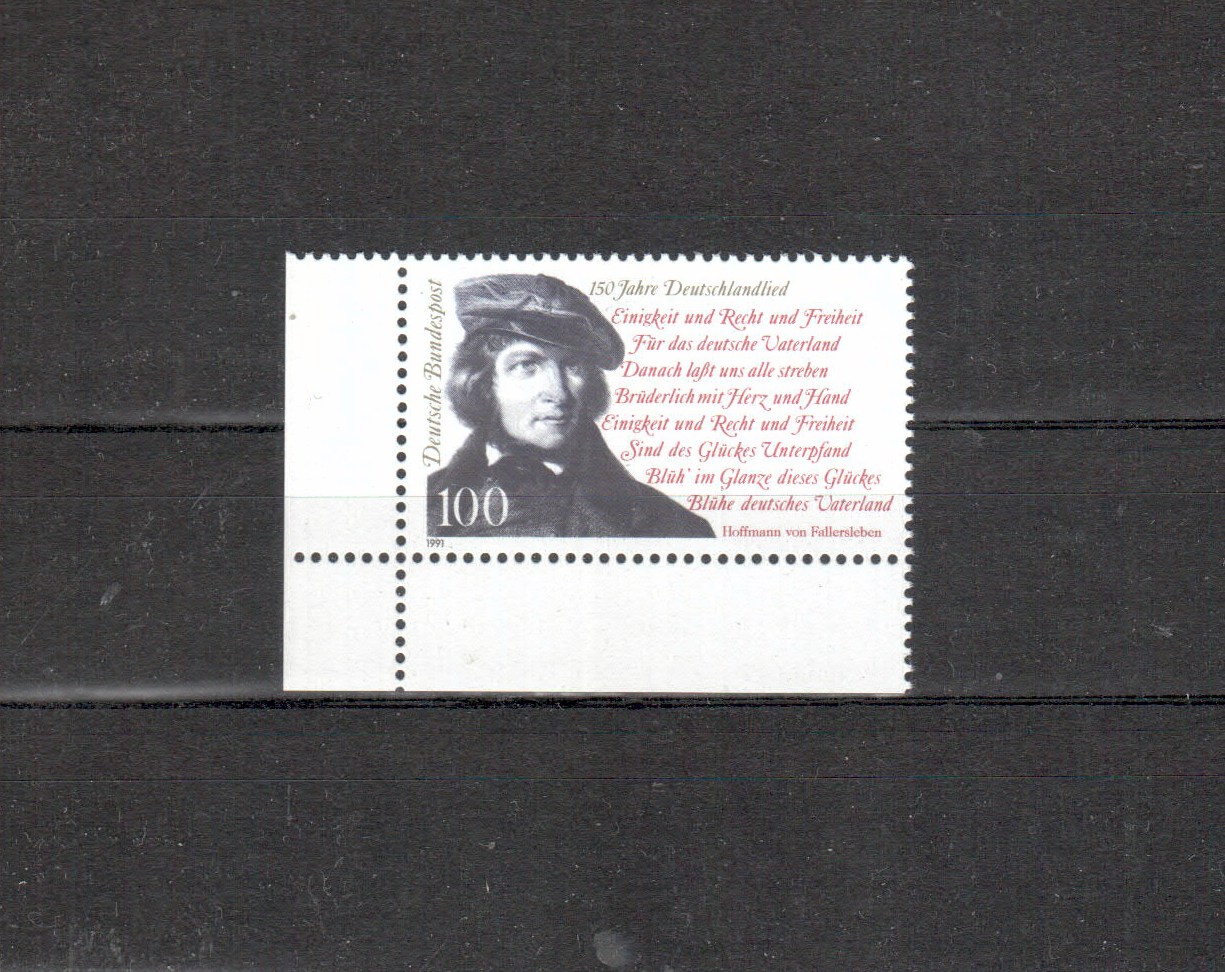 Deutsche Bundespost
150 Jahre Deutschlandlied
Einigkeit und Recht und Freiheit
Für das deutsche Vaterland
Danach laßt uns alle streben
Brüderlich mit Herz und Hand
Einigkeit und Recht und Freiheit
Sind des Glückes Unterpfand
Blüh' im Glanze dieses Glückes
Blühe deutsches Vaterland
Hoffmann von Fallersleben
100
1991